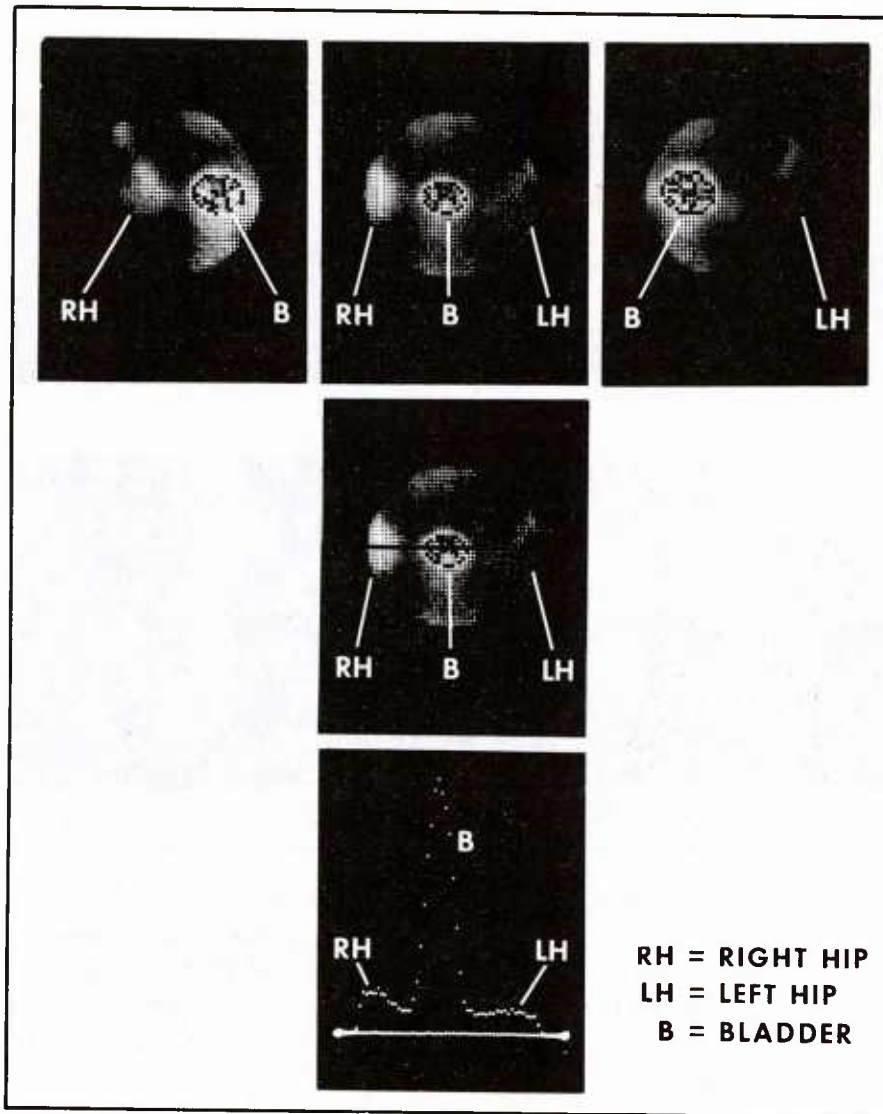 RH B
RH B LH
B LH
RH B LH
B
RH LH
RH = RIGHT HIP
LH = LEFT HIP
B = BLADDER